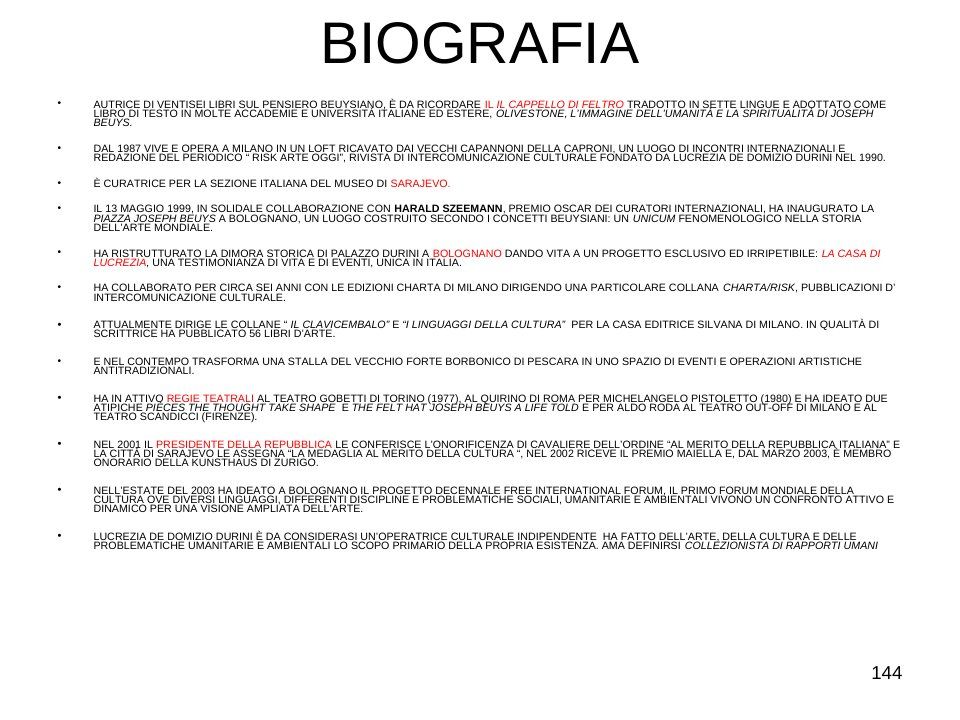 BIOGRAFIA
• AUTRICE DI VENTISEI LIBRI SUL PENSIERO BEUYSIANO, È DA RICORDARE IL IL CAPPELLO DI FELTRO TRADOTTO IN SETTE LINGUE E ADOTTATO COME
LIBRO DI TESTO IN MOLTE ACCADEMIE E UNIVERSITÀ ITALIANE ED ESTERE, OLIVESTONE, L'IMMAGINE DELL'UMANITÀ E LA SPIRITUALITÀ DI JOSEPH
BEUYS.
• DAL 1987 VIVE E OPERA A MILANO IN UN LOFT RICAVATO DAI VECCHI CAPANNONI DELLA CAPRONI, UN LUOGO DI INCONTRI INTERNAZIONALI E
REDAZIONE DEL PERIODICO " RISK ARTE OGGI", RIVISTA DI INTERCOMUNICAZIONE CULTURALE FONDATO DA LUCREZIA DE DOMIZIO DURINI NEL 1990.
• È CURATRICE PER LA SEZIONE ITALIANA DEL MUSEO DI SARAJEVO.
• IL 13 MAGGIO 1999, IN SOLIDALE COLLABORAZIONE CON HARALD SZEEMANN, PREMIO OSCAR DEI CURATORI INTERNAZIONALI, HA INAUGURATO LA
PIAZZA JOSEPH BEUYS A BOLOGNANO, UN LUOGO COSTRUITO SECONDO I CONCETTI BEUYSIANI: UN UNICUM FENOMENOLOGICO NELLA STORIA
DELL'ARTE MONDIALE.
• HA RISTRUTTURATO LA DIMORA STORICA DI PALAZZO DURINI A BOLOGNANO DANDO VITA A UN PROGETTO ESCLUSIVO ED IRRIPETIBILE: LA CASA DI
LUCREZIA, UNA TESTIMONIANZA DI VITA E DI EVENTI, UNICA IN ITALIA.
• HA COLLABORATO PER CIRCA SEI ANNI CON LE EDIZIONI CHARTA DI MILANO DIRIGENDO UNA PARTICOLARE COLLANA CHARTA/RISK, PUBBLICAZIONI D'
INTERCOMUNICAZIONE CULTURALE.
• ATTUALMENTE DIRIGE LE COLLANE " IL CLAVICEMBALO" E "I LINGUAGGI DELLA CULTURA" PER LA CASA EDITRICE SILVANA DI MILANO. IN QUALITÀ DI
SCRITTRICE HA PUBBLICATO 56 LIBRI D'ARTE.
• E NEL CONTEMPO TRASFORMA UNA STALLA DEL VECCHIO FORTE BORBONICO DI PESCARA IN UNO SPAZIO DI EVENTI E OPERAZIONI ARTISTICHE
ANTITRADIZIONALI.
• HA IN ATTIVO REGIE TEATRALI AL TEATRO GOBETTI DI TORINO (1977), AL QUIRINO DI ROMA PER MICHELANGELO PISTOLETTO (1980) E HA IDEATO DUE
ATIPICHE PIÈCES THE THOUGHT TAKE SHAPE E THE FELT HAT JOSEPH BEUYS A LIFE TOLD E PER ALDO RODA AL TEATRO OUT-OFF DI MILANO E AL
TEATRO SCANDICCI (FIRENZE).
• NEL 2001 IL PRESIDENTE DELLA REPUBBLICA LE CONFERISCE L'ONORIFICENZA DI CAVALIERE DELL'ORDINE "AL MERITO DELLA REPUBBLICA ITALIANA" E
LA CITTÀ DI SARAJEVO LE ASSEGNA "LA MEDAGLIA AL MERITO DELLA CULTURA ", NEL 2002 RICEVE IL PREMIO MAIELLA E, DAL MARZO 2003, È MEMBRO
ONORARIO DELLA KUNSTHAUS DI ZURIGO.
• NELL'ESTATE DEL 2003 HA IDEATO A BOLOGNANO IL PROGETTO DECENNALE FREE INTERNATIONAL FORUM, IL PRIMO FORUM MONDIALE DELLA
CULTURA OVE DIVERSI LINGUAGGI, DIFFERENTI DISCIPLINE E PROBLEMATICHE SOCIALI, UMANITARIE E AMBIENTALI VIVONO UN CONFRONTO ATTIVO E
DINAMICO PER UNA VISIONE AMPLIATA DELL'ARTE.
• LUCREZIA DE DOMIZIO DURINI È DA CONSIDERASI UN'OPERATRICE CULTURALE INDIPENDENTE HA FATTO DELL'ARTE, DELLA CULTURA E DELLE
PROBLEMATICHE UMANITARIE E AMBIENTALI LO SCOPO PRIMARIO DELLA PROPRIA ESISTENZA. AMA DEFINIRSI COLLEZIONISTA DI RAPPORTI UMANI
144